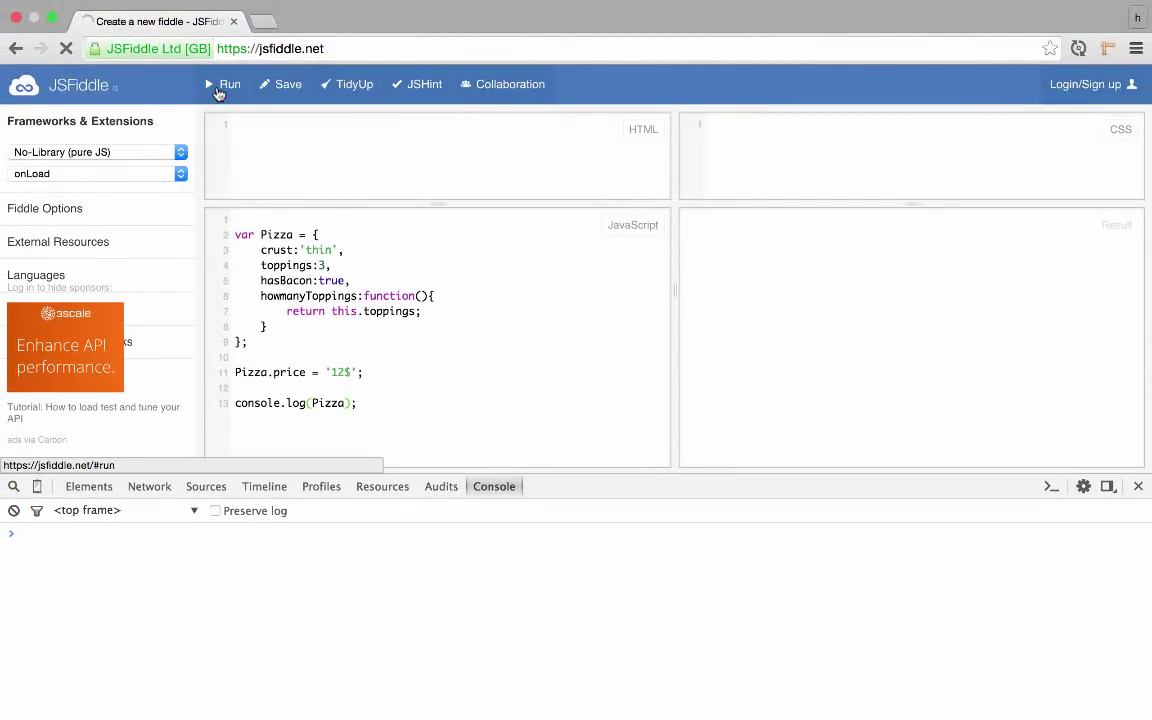 Create a new fiddle - JSFid
h
JSFiddle Ltd [GB] https://jsfiddle.net
JSFiddle
Run
Save
TidyUp
JSHint
Collaboration
Login/Sign up
Frameworks & Extensions
No-Library (pure JS)
onLoad
Fiddle Options
External Resources
Languages
Log in to hide sponsors:
3scale
Enhance API
performance.
ks
Tutorial: How to load test and tune your
API
ads via Carbon
https://jsfiddle.net/#run
1
HTML
1
CSS
JavaScript
Result
1
2 var Pizza = {
3 crust:'thin',
4 toppings:3,
5 hasBacon:true,
6 howmanyToppings:function(){
7 return this.toppings;
8 }
9 };
10
11 Pizza.price = '12$';
12
13 console.log(Pizza);
Elements Network Sources Timeline Profiles Resources Audits Console
<top frame>
Preserve log